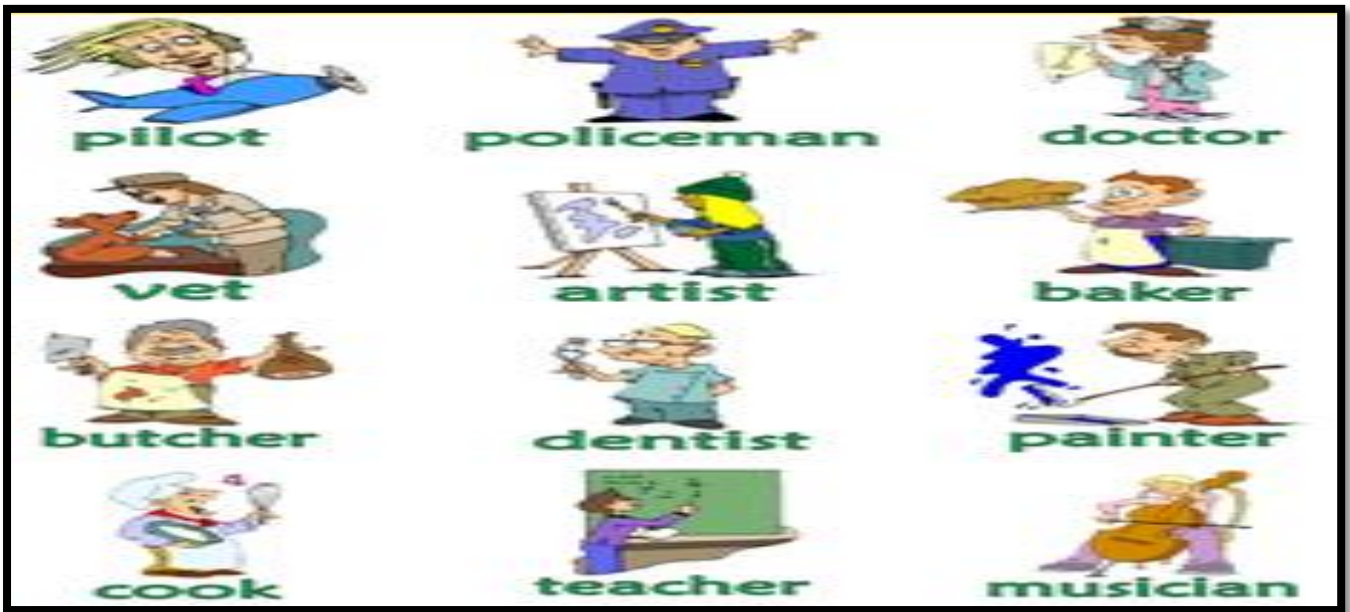 pilot policeman doctor
vet artist baker
butcher dentist painter
cook teacher musician